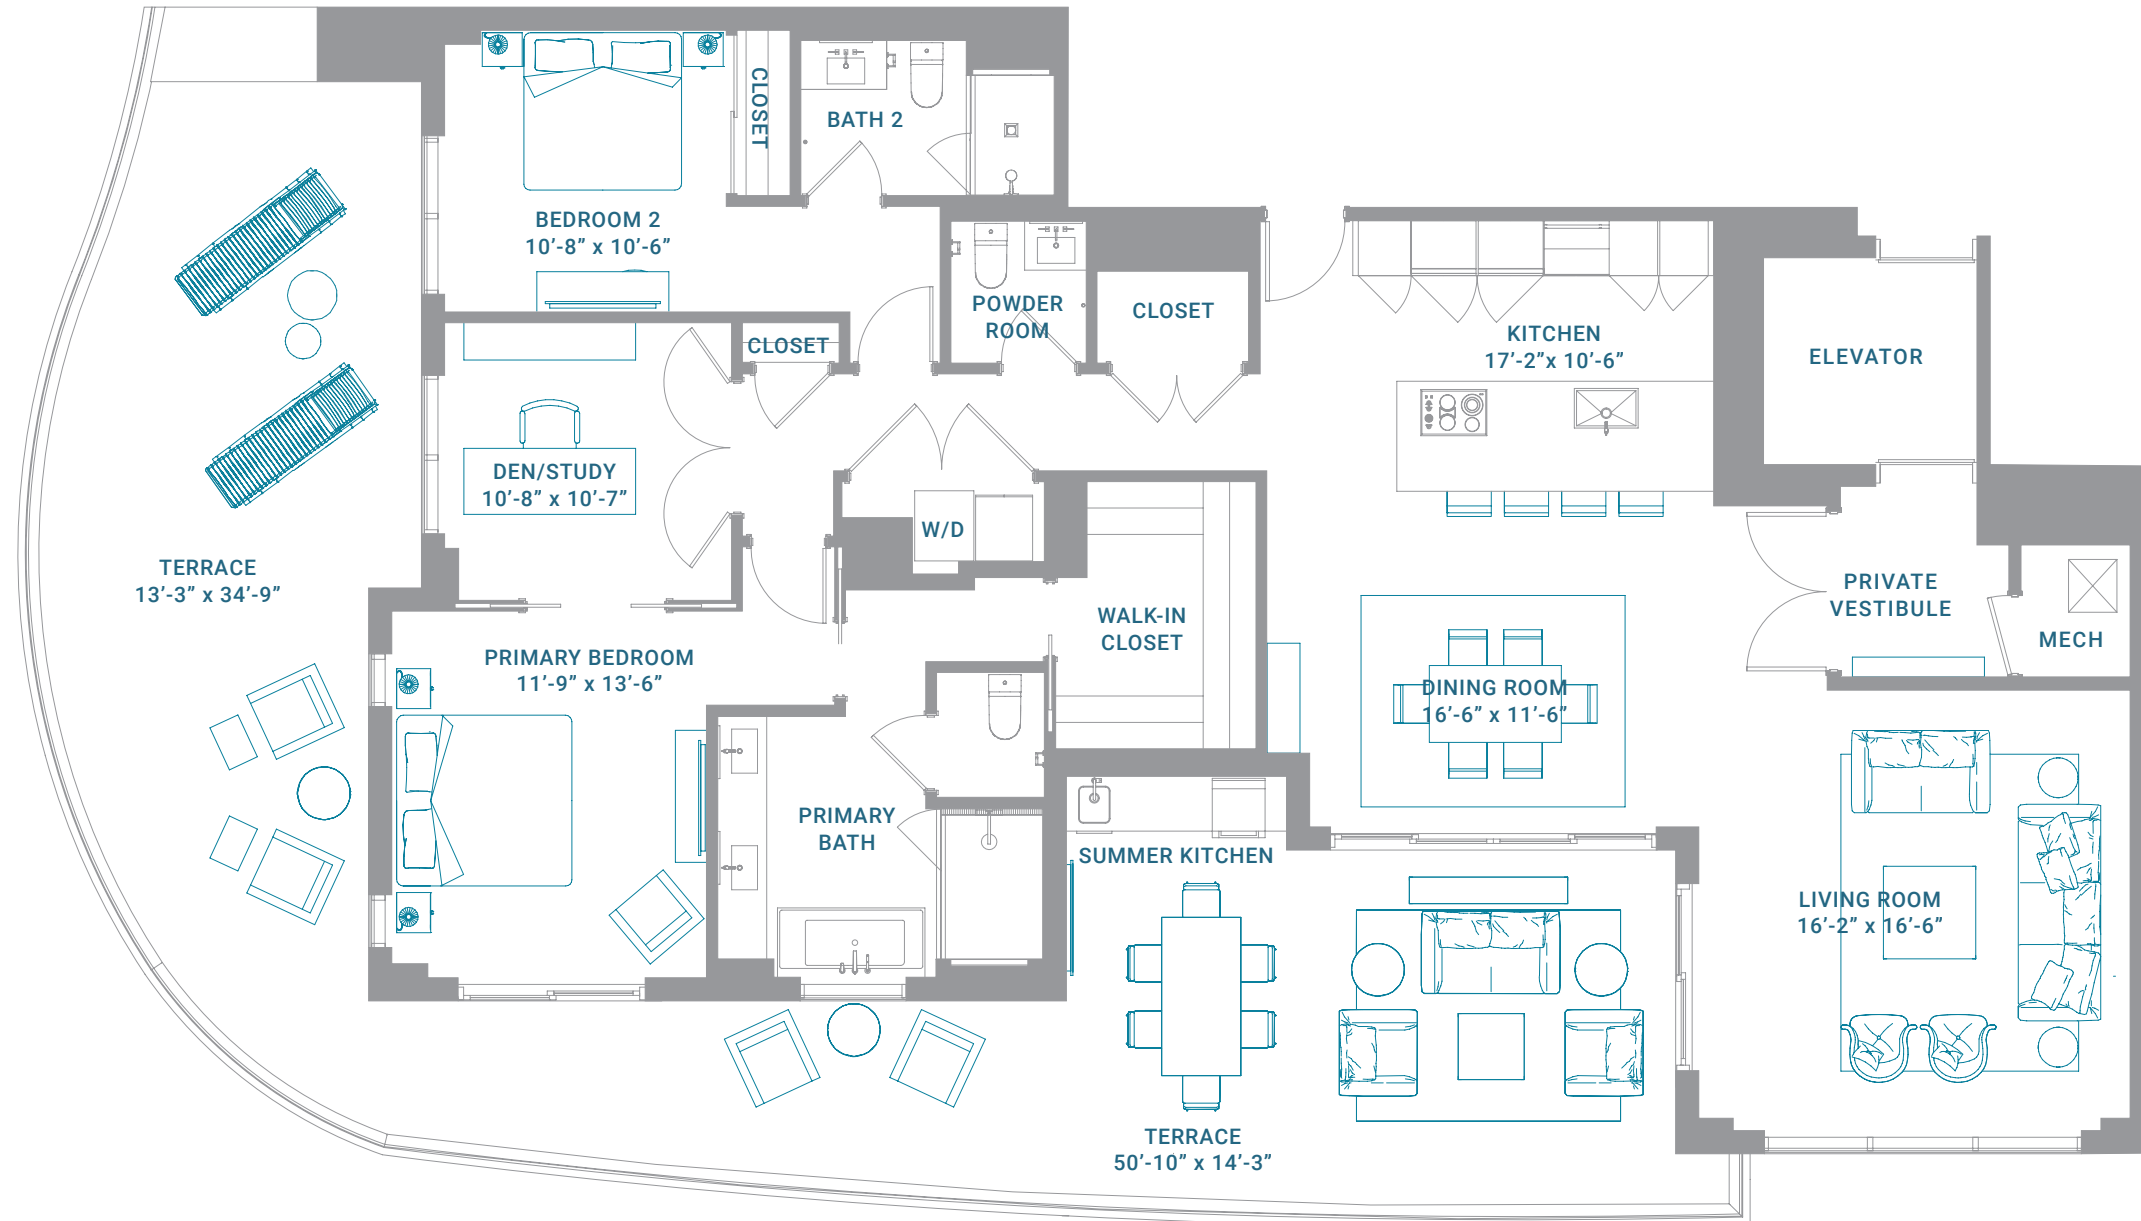 CLOSET
BATH 2
BEDROOM 2
10’-8” x 10’-6”
POWDER
ROOM
CLOSET
CLOSET
KITCHEN
17’-2”x 10’-6”
ELEVATOR
DEN/STUDY
10’-8” x 10’-7”
W/D
TERRACE
13’-3” x 34’-9”
PRIVATE
VESTIBULE
MECH
WALK-IN
CLOSET
PRIMARY BEDROOM
11’-9” x 13’-6”
DINING ROOM
16’-6” x 11’-6”
PRIMARY
BATH
SUMMER KITCHEN
LIVING ROOM
16’-2” x 16’-6”
TERRACE
50’-10” x 14’-3”